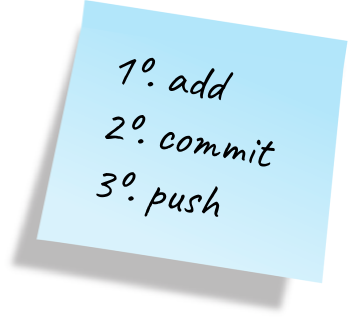 1º. add
2º. commit
3º. push